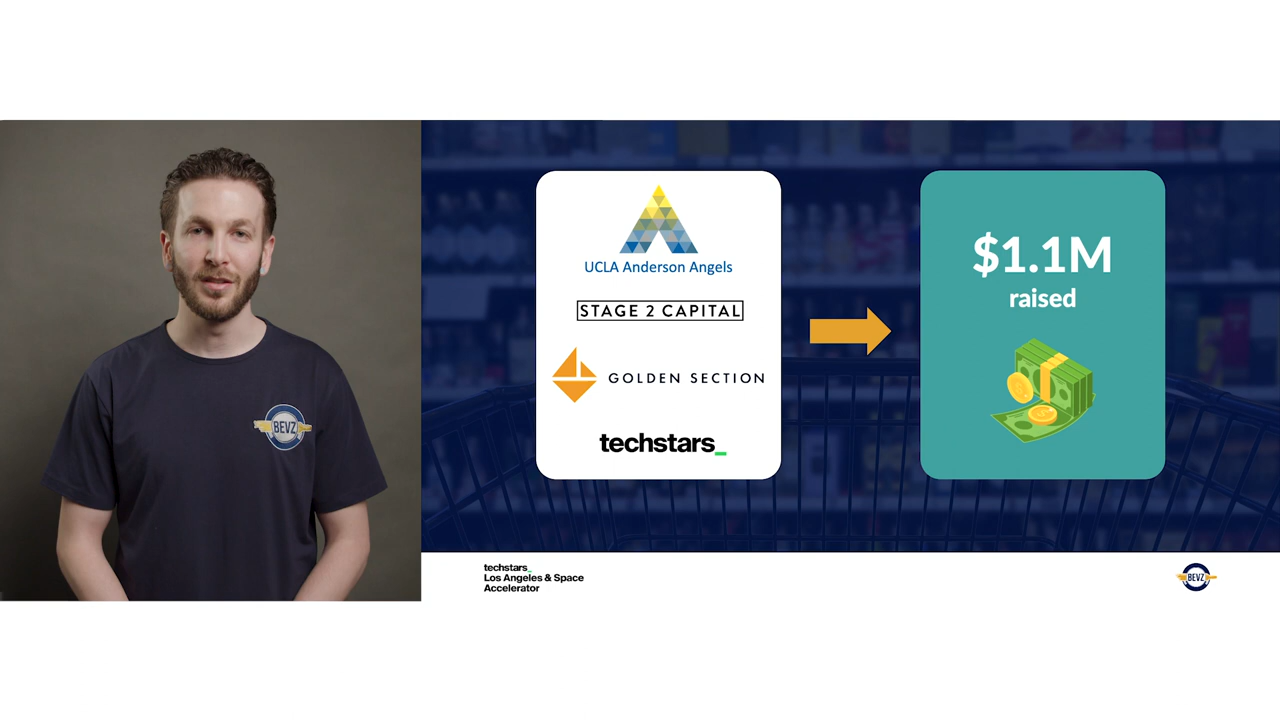 BEVZ
UCLA Anderson Angels
STAGE 2 CAPITAL
GOLDEN SECTION
techstars_
$1.1M
raised
techstars_
Los Angeles & Space
Accelerator
BEVZ